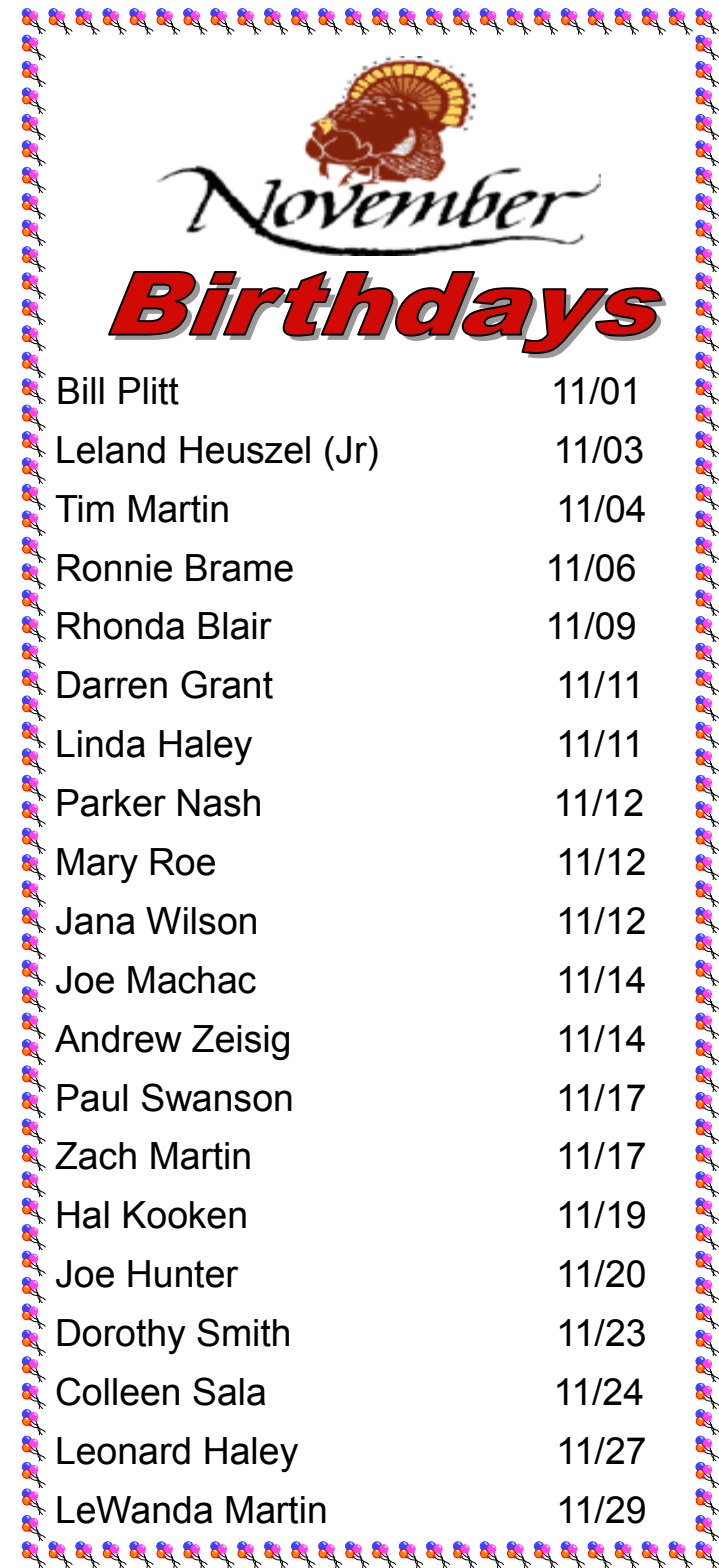 November
Birthdays
Bill Plitt 11/01
Leland Heuszel (Jr) 11/03
Tim Martin 11/04
Ronnie Brame 11/06
Rhonda Blair 11/09
Darren Grant 11/11
Linda Haley 11/11
Parker Nash 11/12
Mary Roe 11/12
Jana Wilson 11/12
Joe Machac 11/14
Andrew Zeisig 11/14
Paul Swanson 11/17
Zach Martin 11/17
Hal Kooken 11/19
Joe Hunter 11/20
Dorothy Smith 11/23
Colleen Sala 11/24
Leonard Haley 11/27
LeWanda Martin 11/29